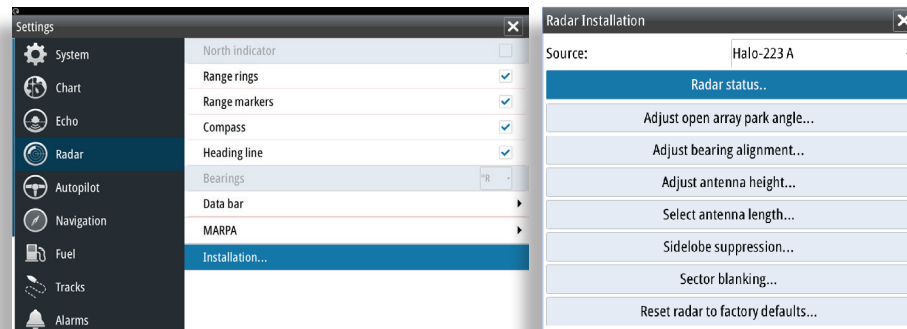 Settings
System
Chart
Echo
Radar
Autopilot
Navigation
Fuel
Tracks
Alarms
North indicator
Range rings
Range markers
Compass
Heading line
Bearings °R
Data bar
MARPA
Installation...
Radar Installation
Source: Halo-223 A
Radar status..
Adjust open array park angle...
Adjust bearing alignment...
Adjust antenna height...
Select antenna length...
Sidelobe suppression...
Sector blanking...
Reset radar to factory defaults...